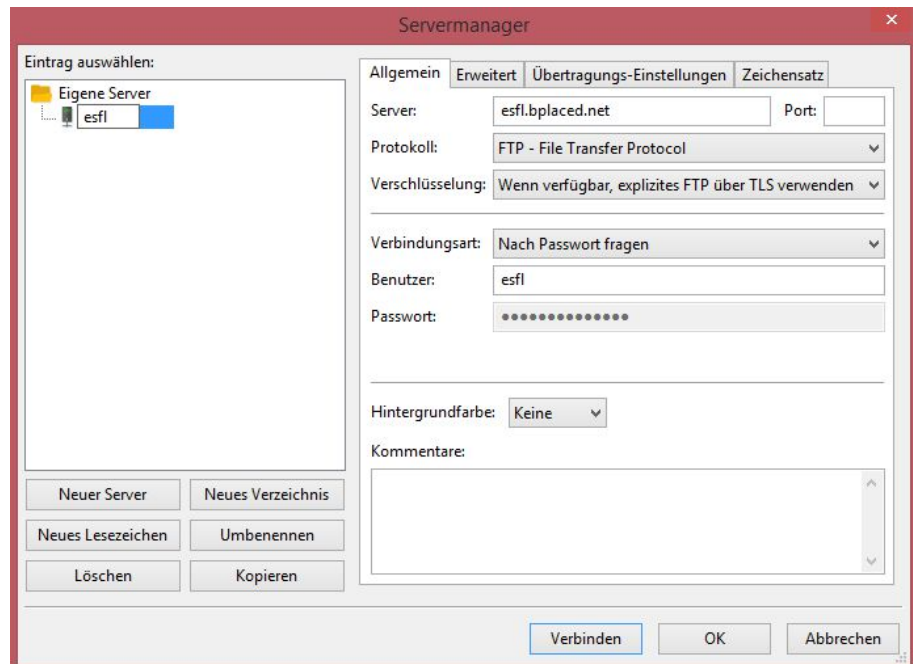 Servermanager
Eintrag auswählen:
Eigene Server
esfl
Allgemein Erweitert Übertragungs-Einstellungen Zeichensatz
Server: esfl.bplaced.net Port:
Protokoll: FTP - File Transfer Protocol
Verschlüsselung: Wenn verfügbar, explizites FTP über TLS verwenden
Verbindungsart: Nach Passwort fragen
Benutzer: esfl
Passwort: ●●●●●●●●●●●●●●
Hintergrundfarbe: Keine
Kommentare:
Neuer Server Neues Verzeichnis
Neues Lesezeichen Umbenennen
Löschen Kopieren
Verbinden OK Abbrechen